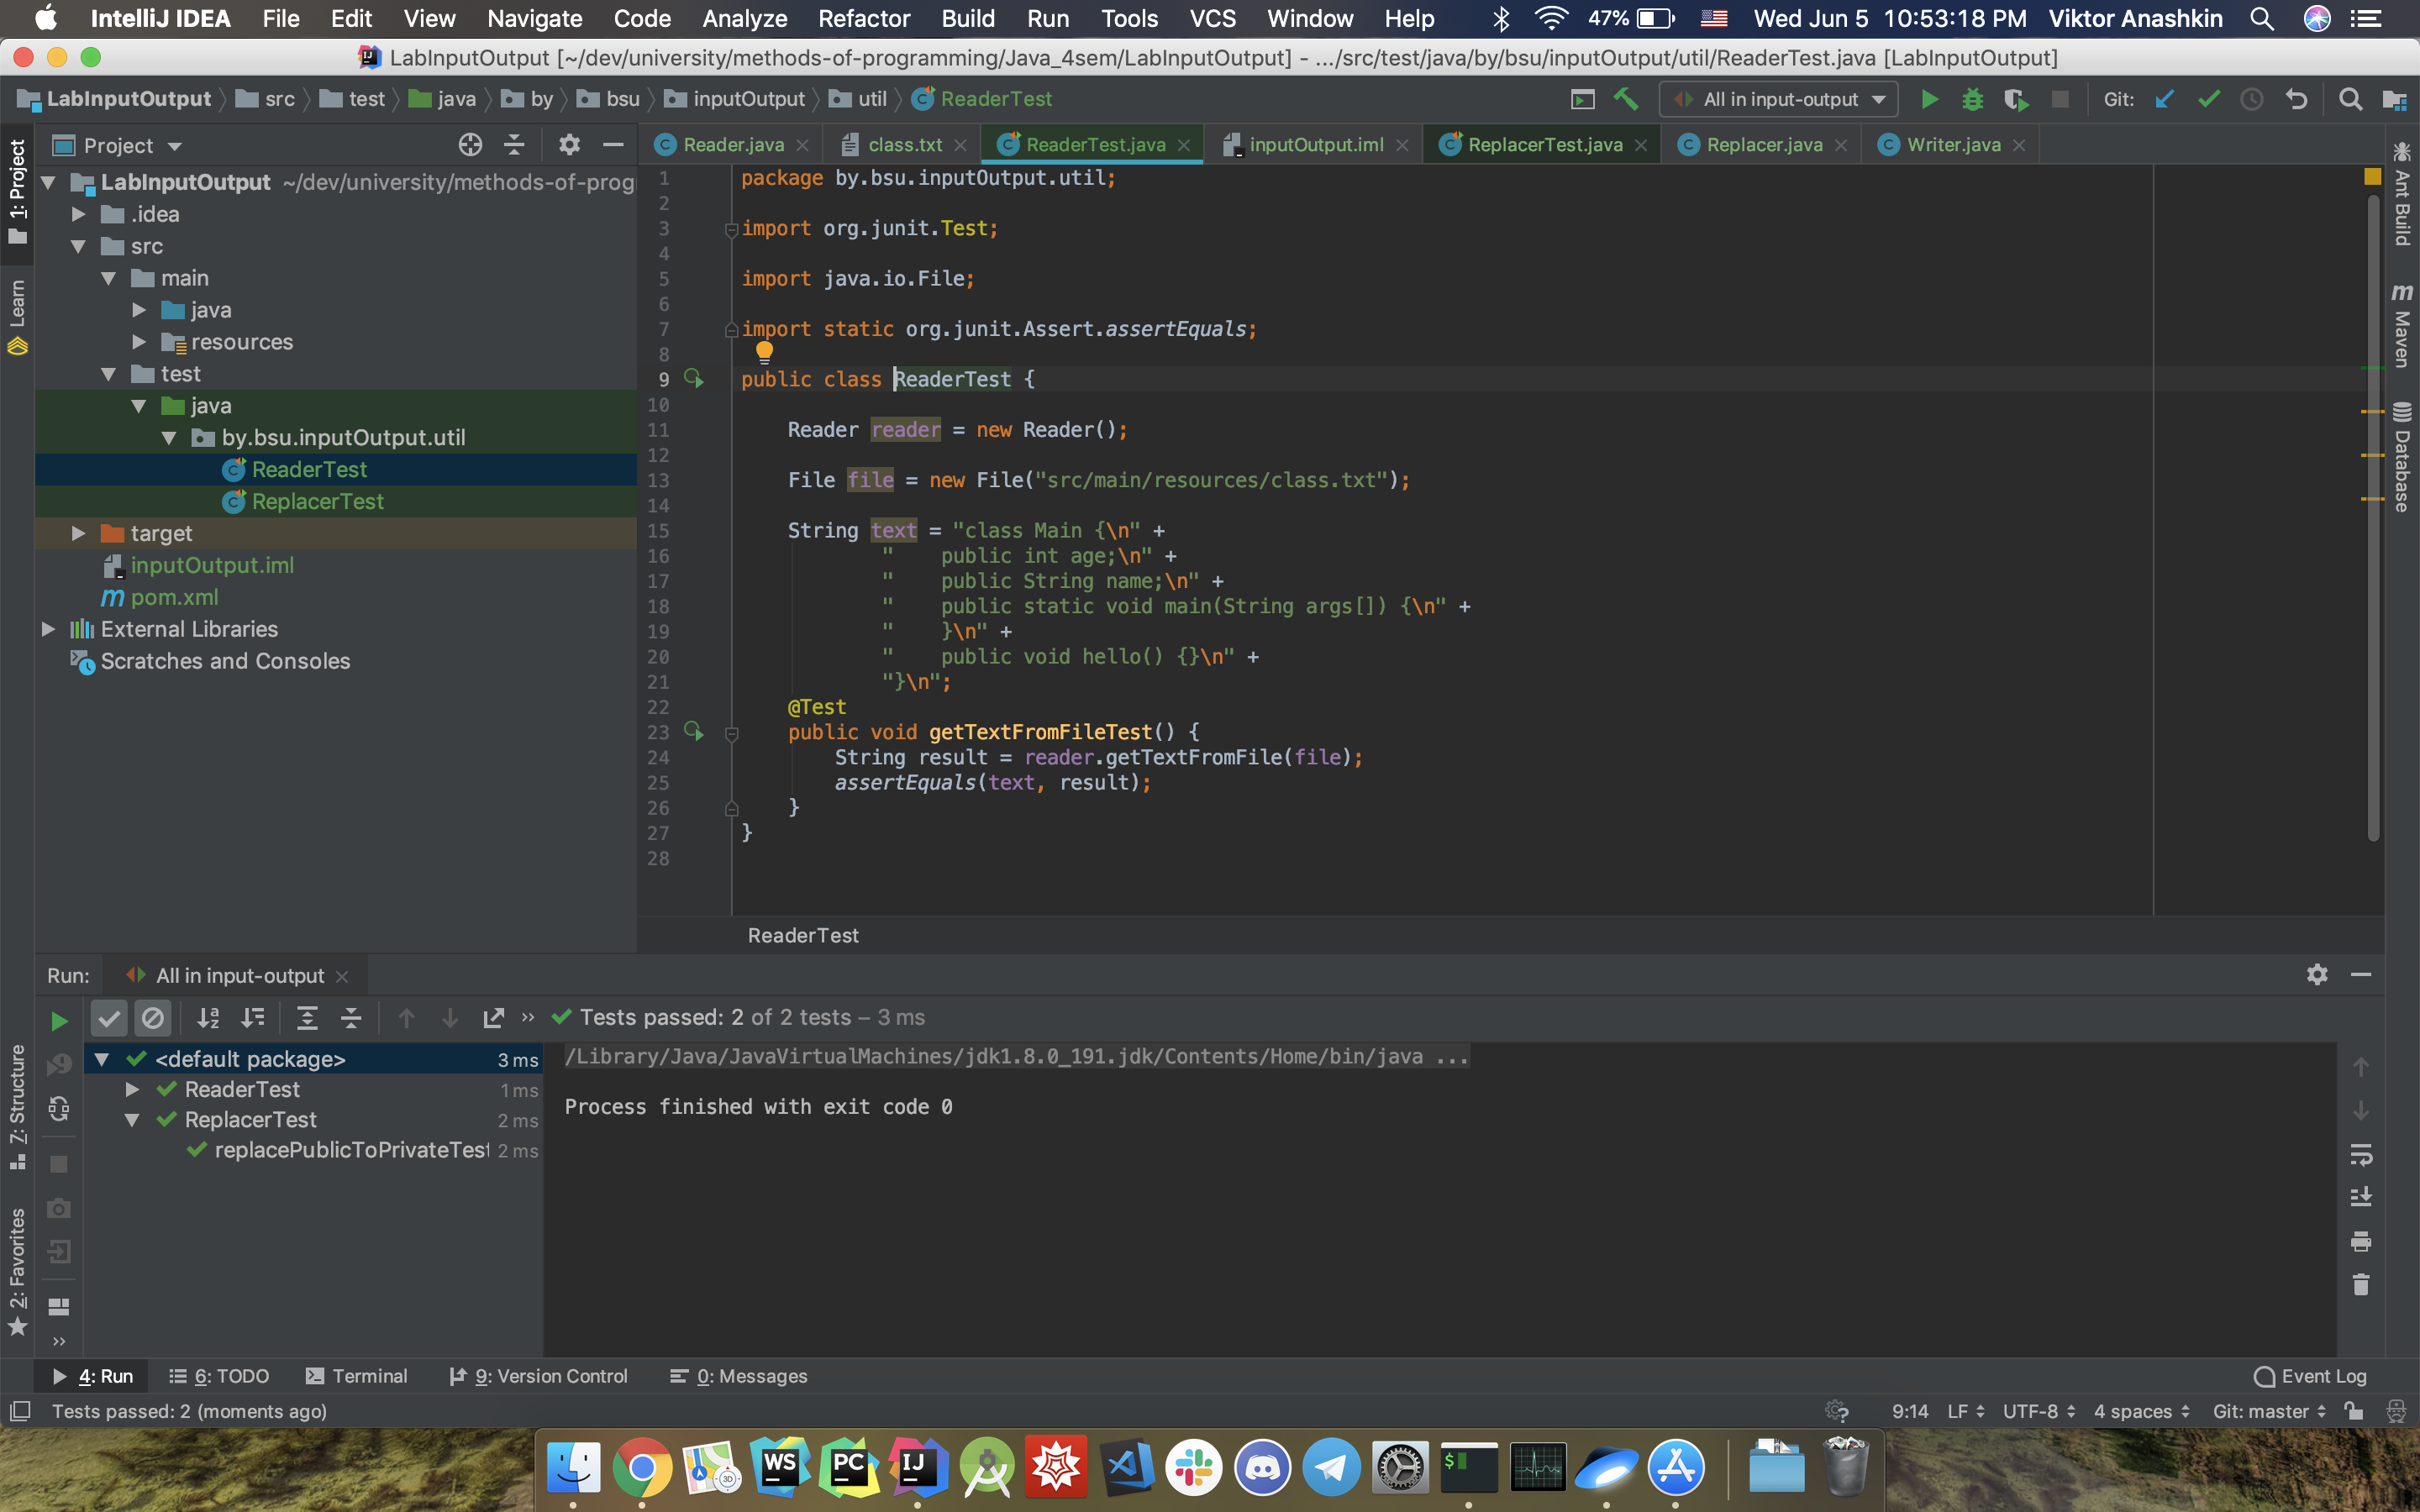 IntelliJ IDEA File Edit View Navigate Code Analyze Refactor Build Run Tools VCS Window Help 47% Wed Jun 5 10:53:18 PM Viktor Anashkin
LabInputOutput [~/dev/university/methods-of-programming/Java_4sem/LabInputOutput] - .../src/test/java/by/bsu/inputOutput/util/ReaderTest.java [LabInputOutput]
LabInputOutput src test java by bsu inputOutput util ReaderTest All in input-output Git:
Project
Reader.java class.txt ReaderTest.java inputOutput.iml ReplacerTest.java Replacer.java Writer.java
1: Project
Learn
7: Structure
2: Favorites
LabInputOutput ~/dev/university/methods-of-prog
.idea
src
main
java
resources
test
java
by.bsu.inputOutput.util
ReaderTest
ReplacerTest
target
inputOutput.iml
m pom.xml
External Libraries
Scratches and Consoles
1 package by.bsu.inputOutput.util;
2
3 import org.junit.Test;
4
5 import java.io.File;
6
7 import static org.junit.Assert.assertEquals;
8
9 public class ReaderTest {
10
11 Reader reader = new Reader();
12
13 File file = new File("src/main/resources/class.txt");
14
15 String text = "class Main {\n" +
16 "    public int age;\n" +
17 "    public String name;\n" +
18 "    public static void main(String args[]) {\n" +
19 "    }\n" +
20 "    public void hello() {}\n" +
21 "}\n";
22 @Test
23 public void getTextFromFileTest() {
24 String result = reader.getTextFromFile(file);
25 assertEquals(text, result);
26 }
27 }
28
ReaderTest
Ant Build
m Maven
Database
Run: All in input-output
Tests passed: 2 of 2 tests – 3 ms
<default package> 3 ms
ReaderTest 1 ms
ReplacerTest 2 ms
replacePublicToPrivateTest 2 ms
/Library/Java/JavaVirtualMachines/jdk1.8.0_191.jdk/Contents/Home/bin/java ...
Process finished with exit code 0
4: Run 6: TODO Terminal 9: Version Control 0: Messages Event Log
Tests passed: 2 (moments ago) 9:14 LF UTF-8 4 spaces Git: master
WS PC IJ $